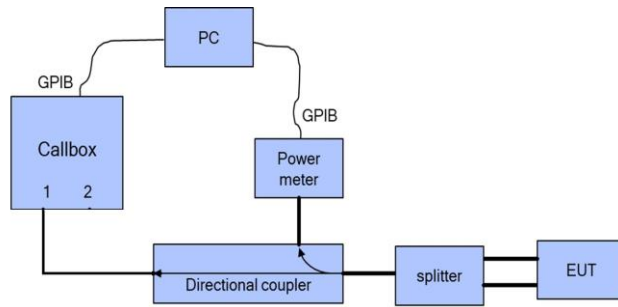 PC
GPIB
GPIB
Callbox
1 2
Power
meter
Directional coupler
splitter
EUT